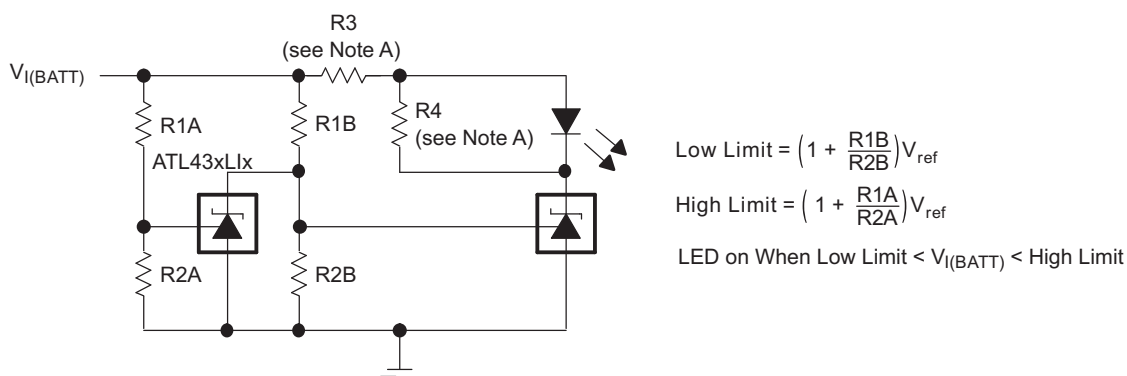 R3
(see Note A)
V_I(BATT)
R1A
R1B
R4
(see Note A)
ATL43xLIx
R2A
R2B
Low Limit = ( 1 + R1B/R2B ) V_ref
High Limit = ( 1 + R1A/R2A ) V_ref
LED on When Low Limit < V_I(BATT) < High Limit